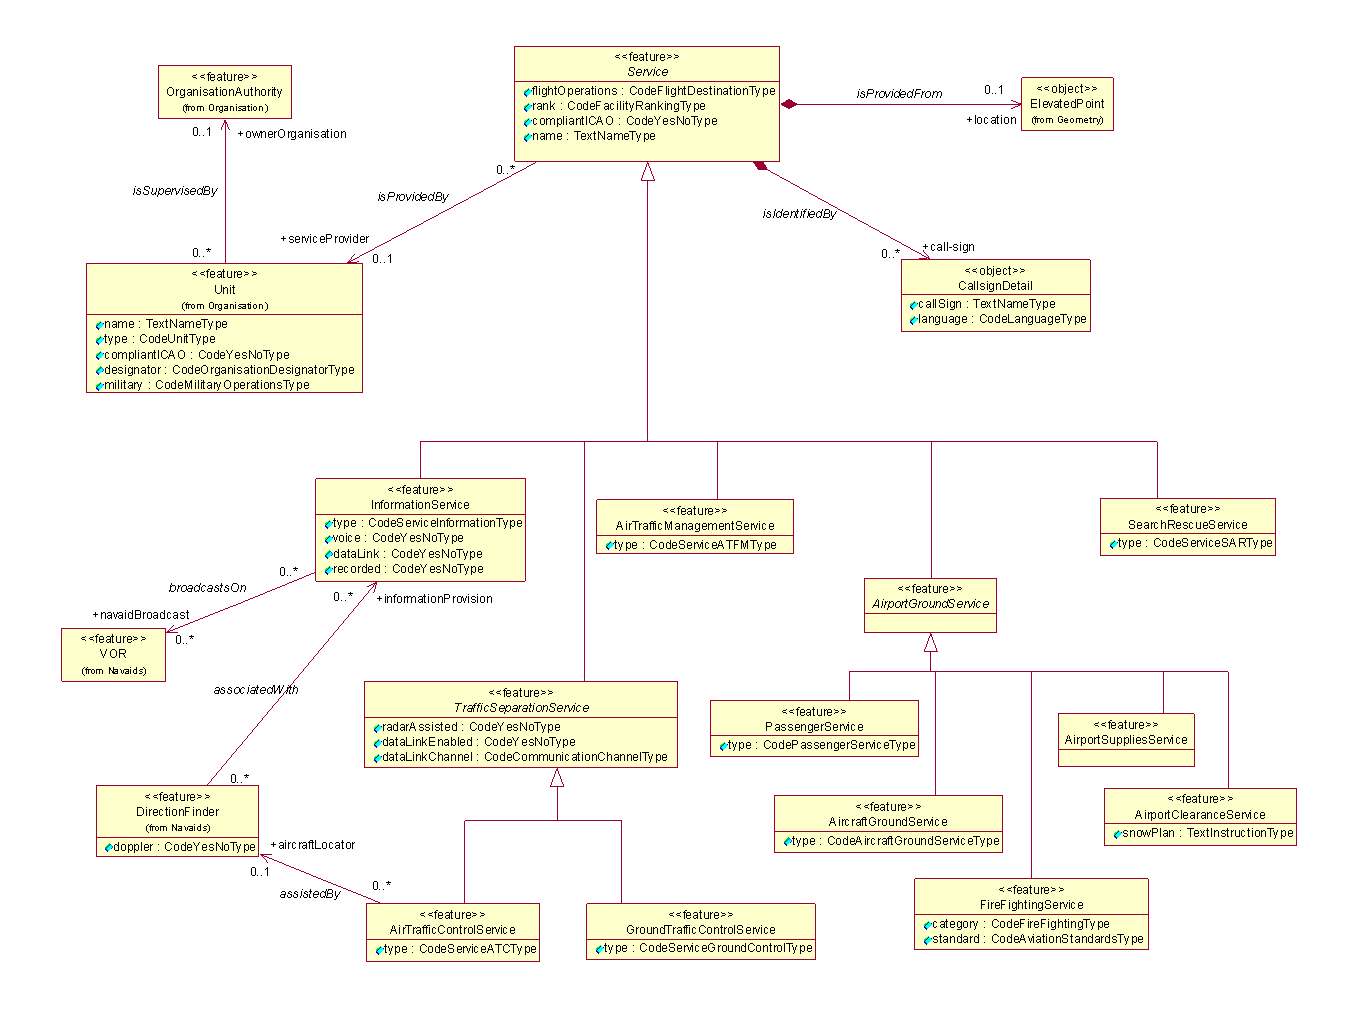 <<feature>>
Service
flightOperations : CodeFlightDestinationType
rank : CodeFacilityRankingType
compliantICAO : CodeYesNoType
name : TextNameType
<<feature>>
OrganisationAuthority
(from Organisation)
<<object>>
ElevatedPoint
(from Geometry)
isProvidedFrom
0..1
+location
0..1
+ownerOrganisation
isSupervisedBy
0..*
0..*
isProvidedBy
+serviceProvider
0..1
isIdentifiedBy
0..*
+call-sign
<<feature>>
Unit
(from Organisation)
name : TextNameType
type : CodeUnitType
compliantICAO : CodeYesNoType
designator : CodeOrganisationDesignatorType
military : CodeMilitaryOperationsType
<<object>>
CallsignDetail
callSign : TextNameType
language : CodeLanguageType
<<feature>>
InformationService
type : CodeServiceInformationType
voice : CodeYesNoType
dataLink : CodeYesNoType
recorded : CodeYesNoType
<<feature>>
AirTrafficManagementService
type : CodeServiceATFMType
<<feature>>
SearchRescueService
type : CodeServiceSARType
0..*
broadcastsOn
+navaidBroadcast
0..*
0..*
+informationProvision
<<feature>>
AirportGroundService
<<feature>>
VOR
(from Navaids)
associatedWith
0..*
<<feature>>
TrafficSeparationService
radarAssisted : CodeYesNoType
dataLinkEnabled : CodeYesNoType
dataLinkChannel : CodeCommunicationChannelType
<<feature>>
PassengerService
type : CodePassengerServiceType
<<feature>>
AirportSuppliesService
<<feature>>
DirectionFinder
(from Navaids)
doppler : CodeYesNoType
<<feature>>
AircraftGroundService
type : CodeAircraftGroundServiceType
<<feature>>
AirportClearanceService
snowPlan : TextInstructionType
+aircraftLocator
0..1
assistedBy
0..*
<<feature>>
AirTrafficControlService
type : CodeServiceATCType
<<feature>>
GroundTrafficControlService
type : CodeServiceGroundControlType
<<feature>>
FireFightingService
category : CodeFireFightingType
standard : CodeAviationStandardsType